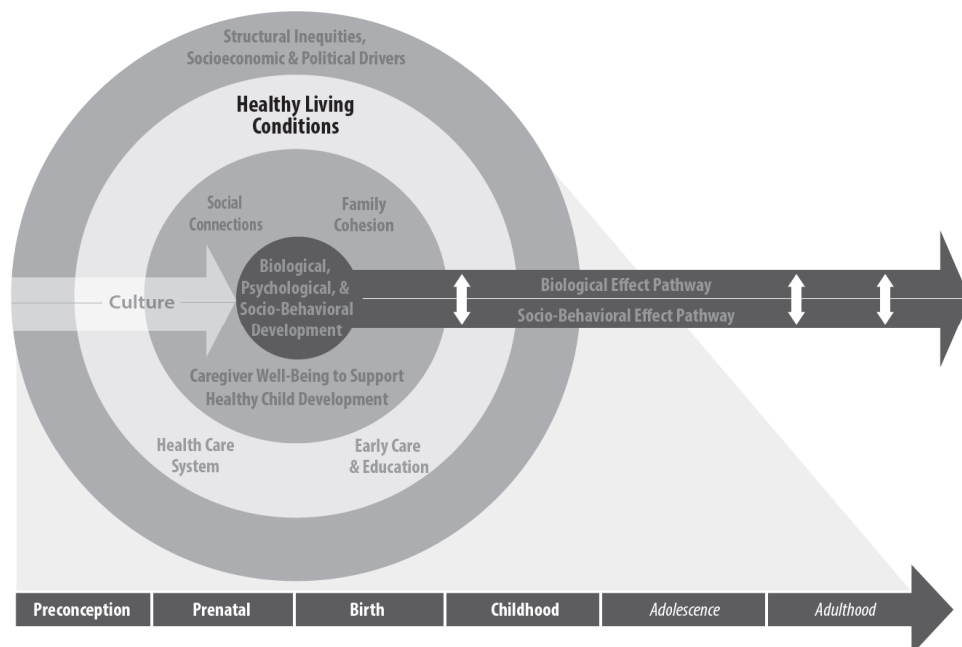 Structural Inequities,
Socioeconomic & Political Drivers
Healthy Living
Conditions
Social
Connections
Family
Cohesion
Biological,
Psychological, &
Socio-Behavioral
Development
Culture
Biological Effect Pathway
Socio-Behavioral Effect Pathway
Caregiver Well-Being to Support
Healthy Child Development
Health Care
System
Early Care
& Education
Preconception
Prenatal
Birth
Childhood
Adolescence
Adulthood